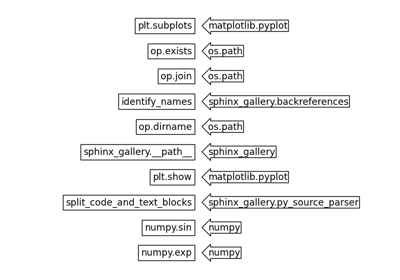 plt.subplots matplotlib.pyplot
op.exists os.path
op.join os.path
identify_names sphinx_gallery.backreferences
op.dirname os.path
sphinx_gallery.__path__ sphinx_gallery
plt.show matplotlib.pyplot
split_code_and_text_blocks sphinx_gallery.py_source_parser
numpy.sin numpy
numpy.exp numpy